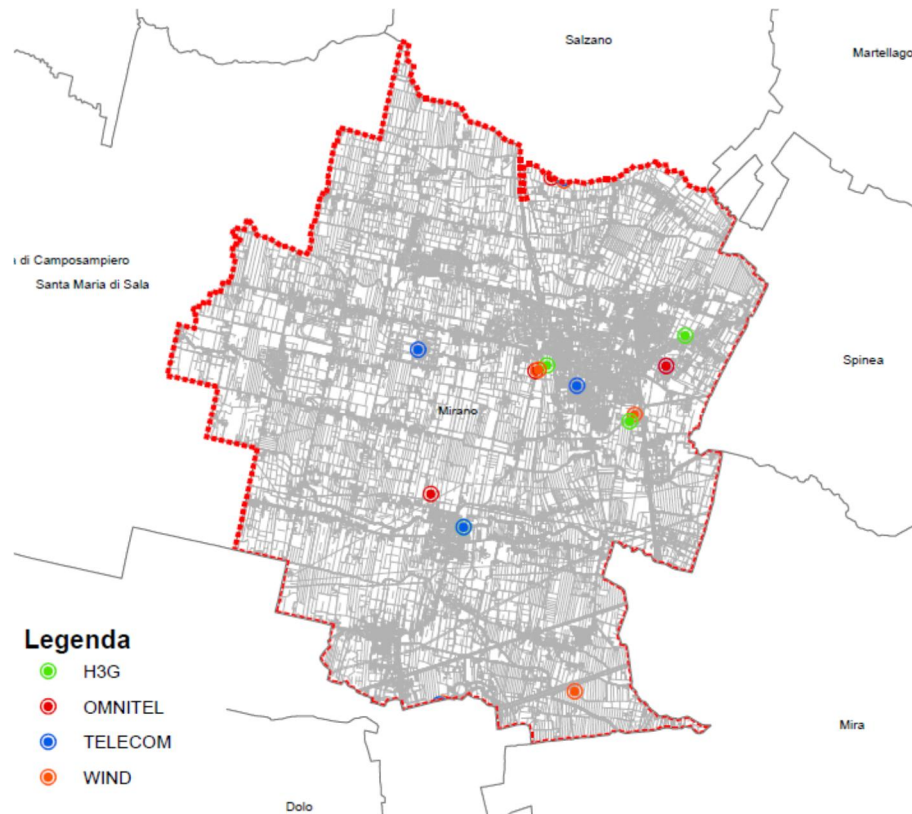 Salzano
Martellago
di Camposampiero
Santa Maria di Sala
Spinea
Mirano
Legenda
H3G
OMNITEL
TELECOM
WIND
Mira
Dolo